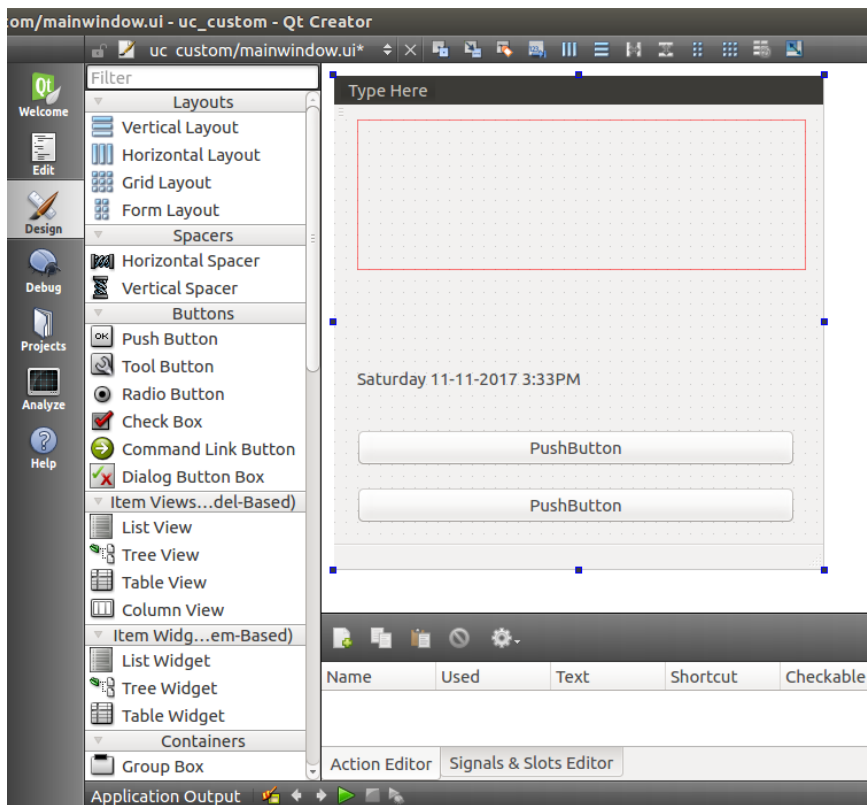 om/mainwindow.ui - uc_custom - Qt Creator
uc custom/mainwindow.ui*
Welcome
Edit
Design
Debug
Projects
Analyze
Help
Filter
Layouts
Vertical Layout
Horizontal Layout
Grid Layout
Form Layout
Spacers
Horizontal Spacer
Vertical Spacer
Buttons
OK Push Button
Tool Button
Radio Button
Check Box
Command Link Button
Dialog Button Box
Item Views...del-Based)
List View
Tree View
Table View
Column View
Item Widg...em-Based)
List Widget
Tree Widget
Table Widget
Containers
Group Box
Type Here
Saturday 11-11-2017 3:33PM
PushButton
PushButton
Name Used Text Shortcut Checkable
Action Editor Signals & Slots Editor
Application Output